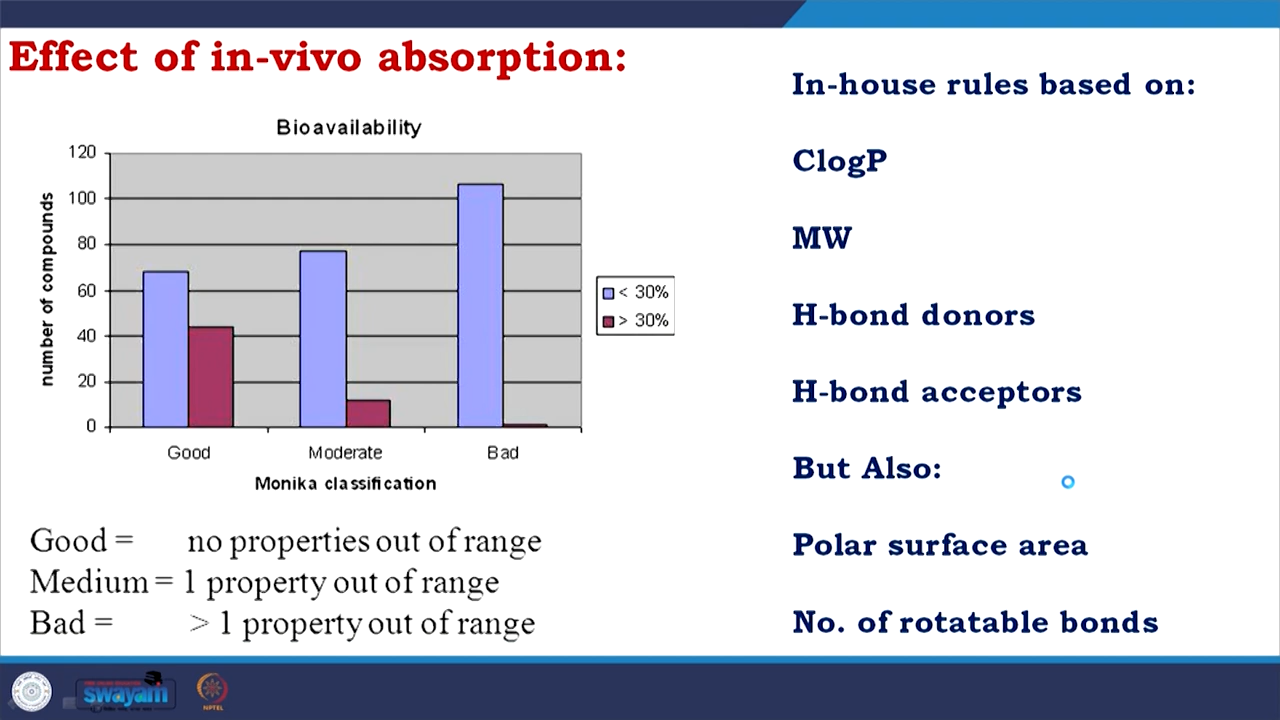 Effect of in-vivo absorption:
Bioavailability
120
100
80
60
40
20
0
number of compounds
Good
Moderate
Bad
Monika classification
< 30%
> 30%
Good = no properties out of range
Medium = 1 property out of range
Bad = > 1 property out of range
In-house rules based on:
ClogP
MW
H-bond donors
H-bond acceptors
But Also:
Polar surface area
No. of rotatable bonds
swayam
NPTEL